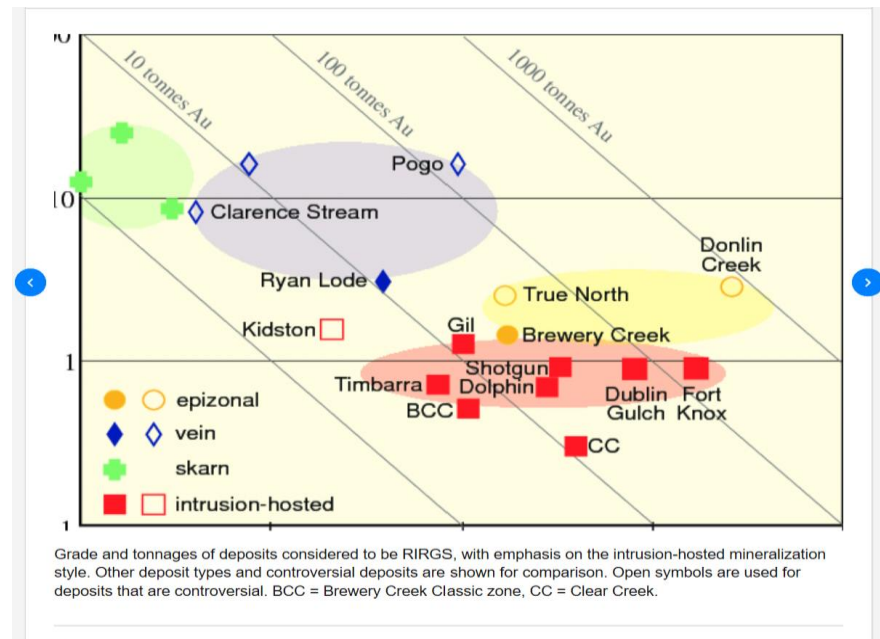 10 tonnes Au
100 tonnes Au
1000 tonnes Au
Pogo
10
Clarence Stream
Donlin
Creek
Ryan Lode
True North
Kidston
Gil
Brewery Creek
1
Shotgun
Timbarra
Dolphin
BCC
Dublin
Gulch
Fort
Knox
CC
epizonal
vein
skarn
intrusion-hosted
1
Grade and tonnages of deposits considered to be RIRGS, with emphasis on the intrusion-hosted mineralization
style. Other deposit types and controversial deposits are shown for comparison. Open symbols are used for
deposits that are controversial. BCC = Brewery Creek Classic zone, CC = Clear Creek.